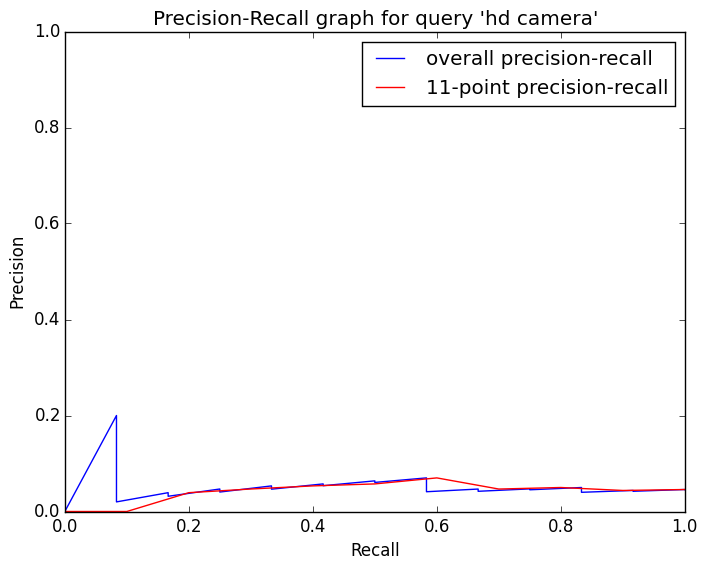 Precision-Recall graph for query 'hd camera'
overall precision-recall
11-point precision-recall
1.0
0.8
0.6
0.4
0.2
0.0
Precision
0.0 0.2 0.4 0.6 0.8 1.0
Recall